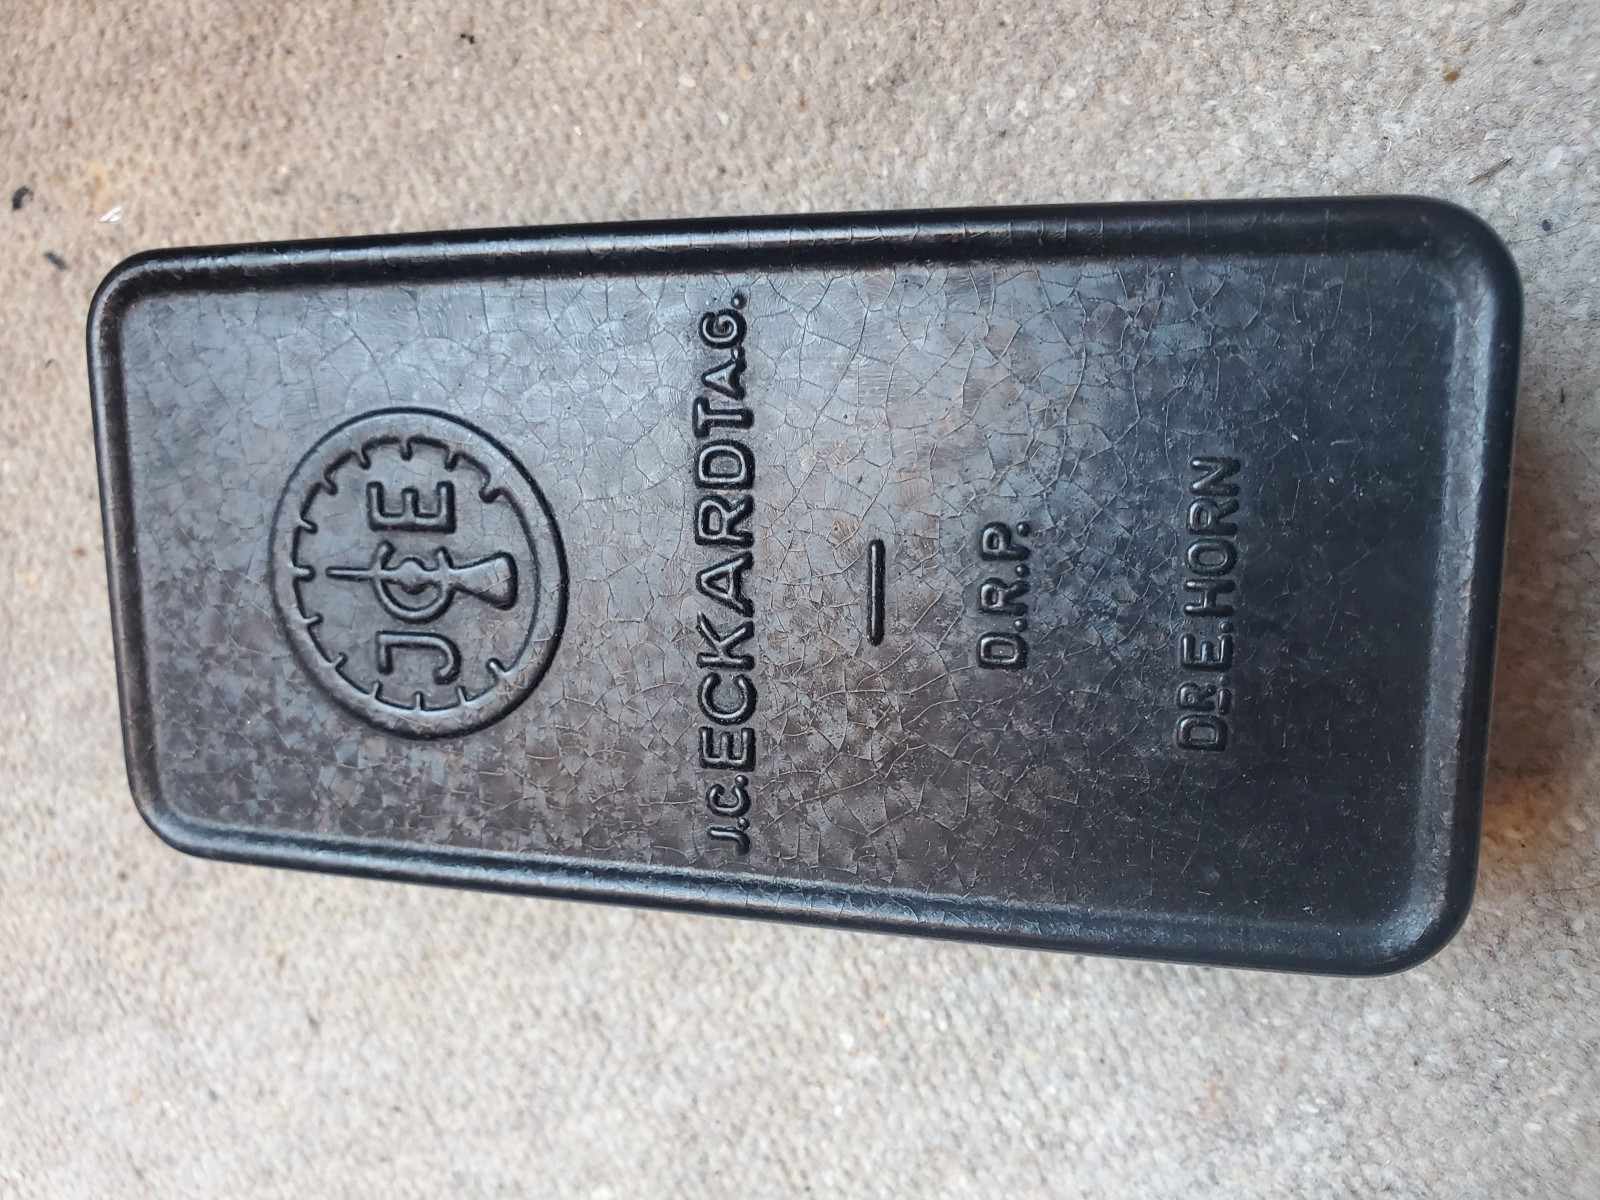 JCE
J.C.ECKARDT A.G.
D.R.P.
DR E.HORN